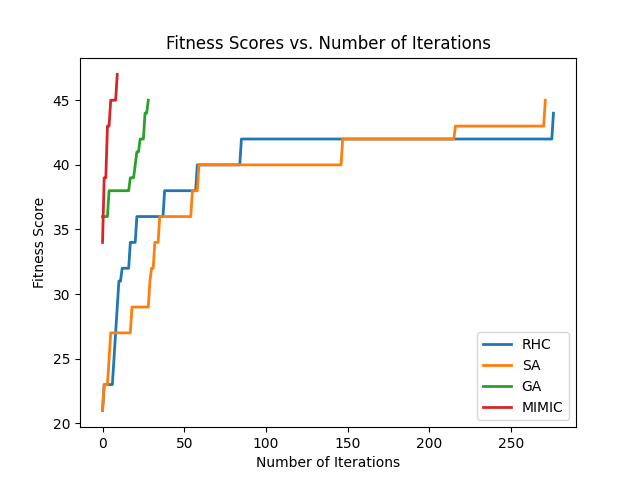 Fitness Scores vs. Number of Iterations
Fitness Score
45
40
35
30
25
20
0
50
100
150
200
250
Number of Iterations
RHC
SA
GA
MIMIC